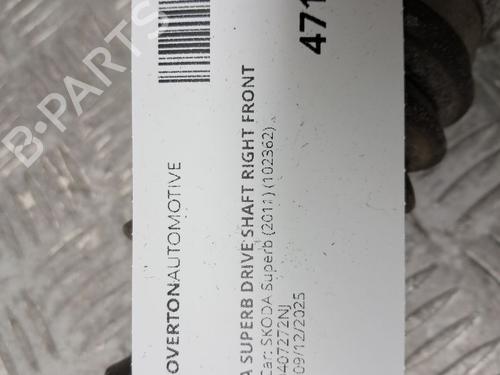 OVERTONAUTOMOTIVE
471
A SUPERB DRIVE SHAFT RIGHT FRONT
Car: SKODA Superb (2011) (102362)
407272NJ
09/12/2025
B-PARTS